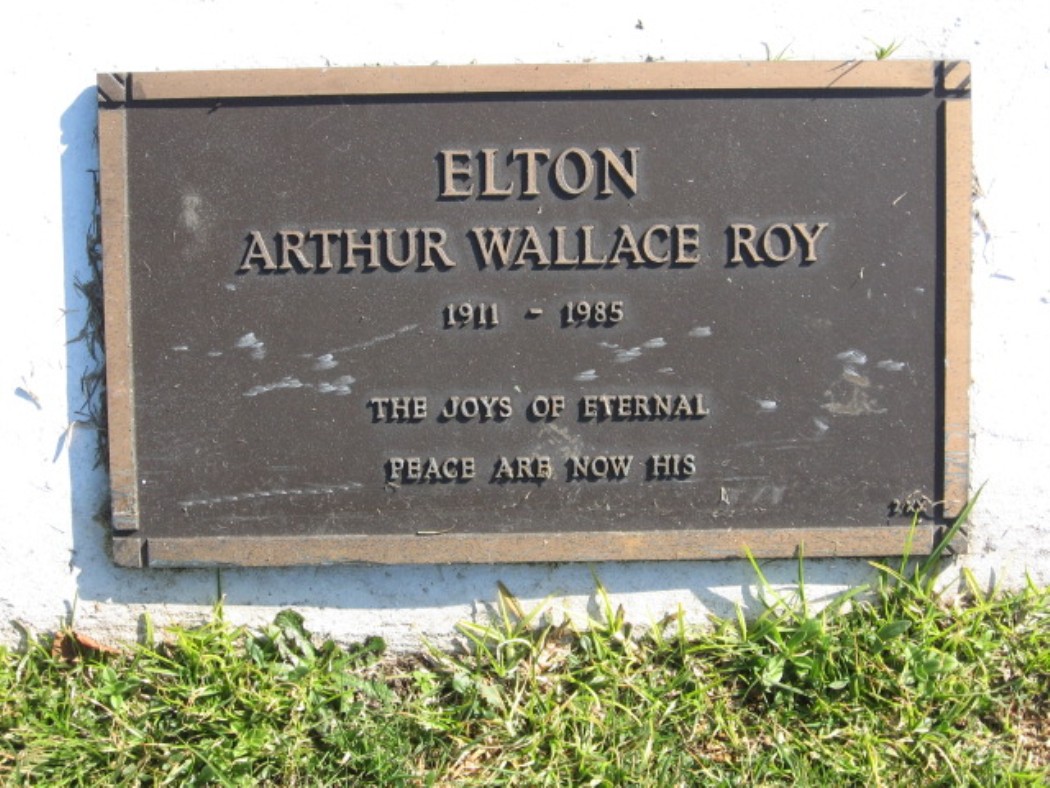 ELTON
ARTHUR WALLACE ROY
1911 - 1985
THE JOYS OF ETERNAL
PEACE ARE NOW HIS